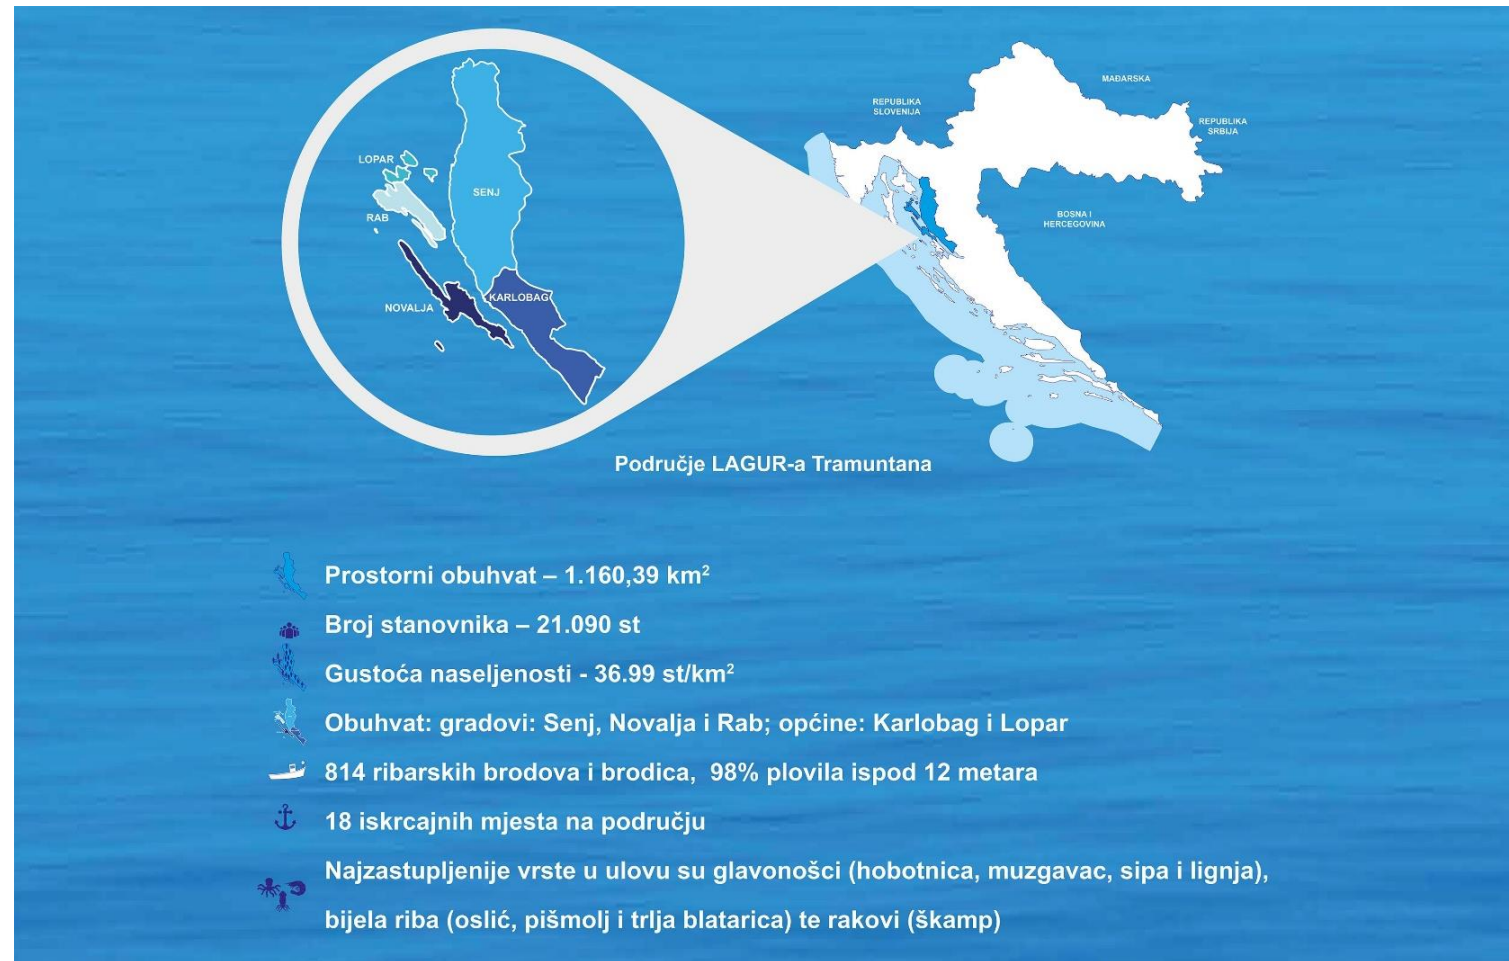 MAĐARSKA
REPUBLIKA
SLOVENIJA
REPUBLIKA
SRBIJA
LOPAR
SENJ
RAB
BOSNA I
HERCEGOVINA
KARLOBAG
NOVALJA
Područje LAGUR-a Tramuntana
Prostorni obuhvat – 1.160,39 km²
Broj stanovnika – 21.090 st
Gustoća naseljenosti - 36.99 st/km²
Obuhvat: gradovi: Senj, Novalja i Rab; općine: Karlobag i Lopar
814 ribarskih brodova i brodica, 98% plovila ispod 12 metara
18 iskrcajnih mjesta na području
Najzastupljenije vrste u ulovu su glavonošci (hobotnica, muzgavac, sipa i lignja),
bijela riba (oslić, pišmolj i trlja blatarica) te rakovi (škamp)